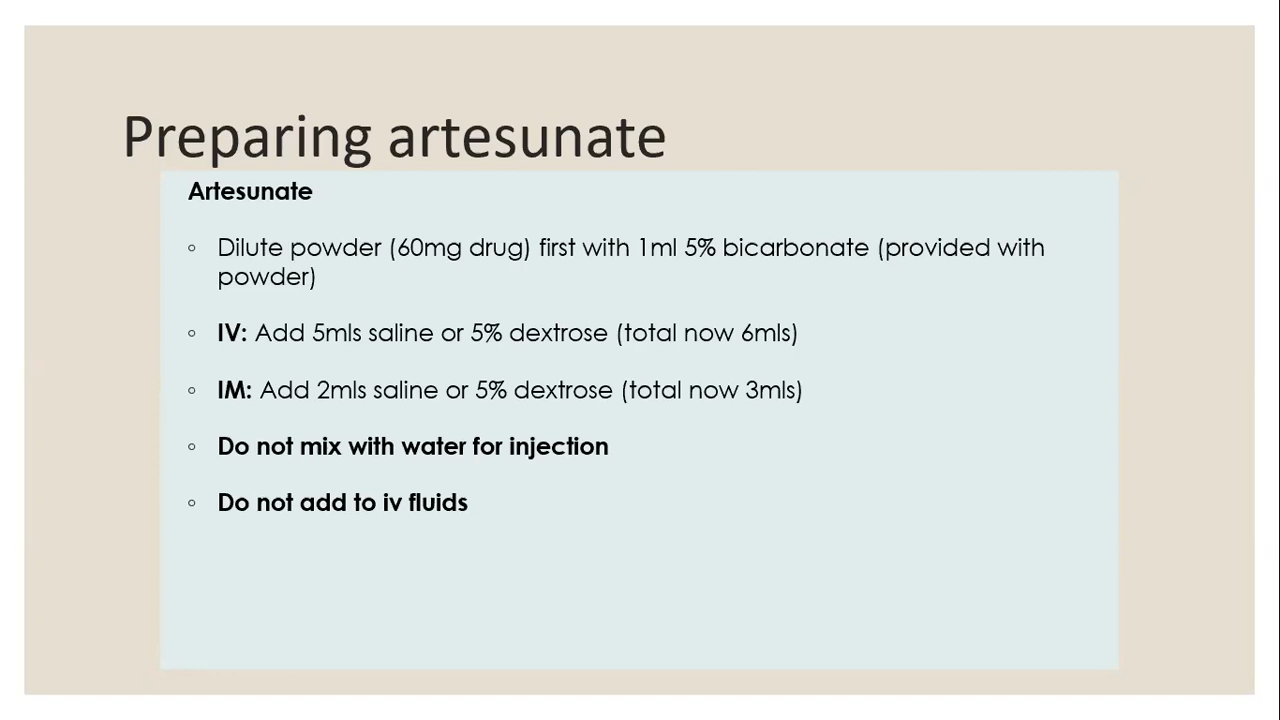 Preparing artesunate
Artesunate
◦ Dilute powder (60mg drug) first with 1ml 5% bicarbonate (provided with
powder)
◦ IV: Add 5mls saline or 5% dextrose (total now 6mls)
◦ IM: Add 2mls saline or 5% dextrose (total now 3mls)
◦ Do not mix with water for injection
◦ Do not add to iv fluids